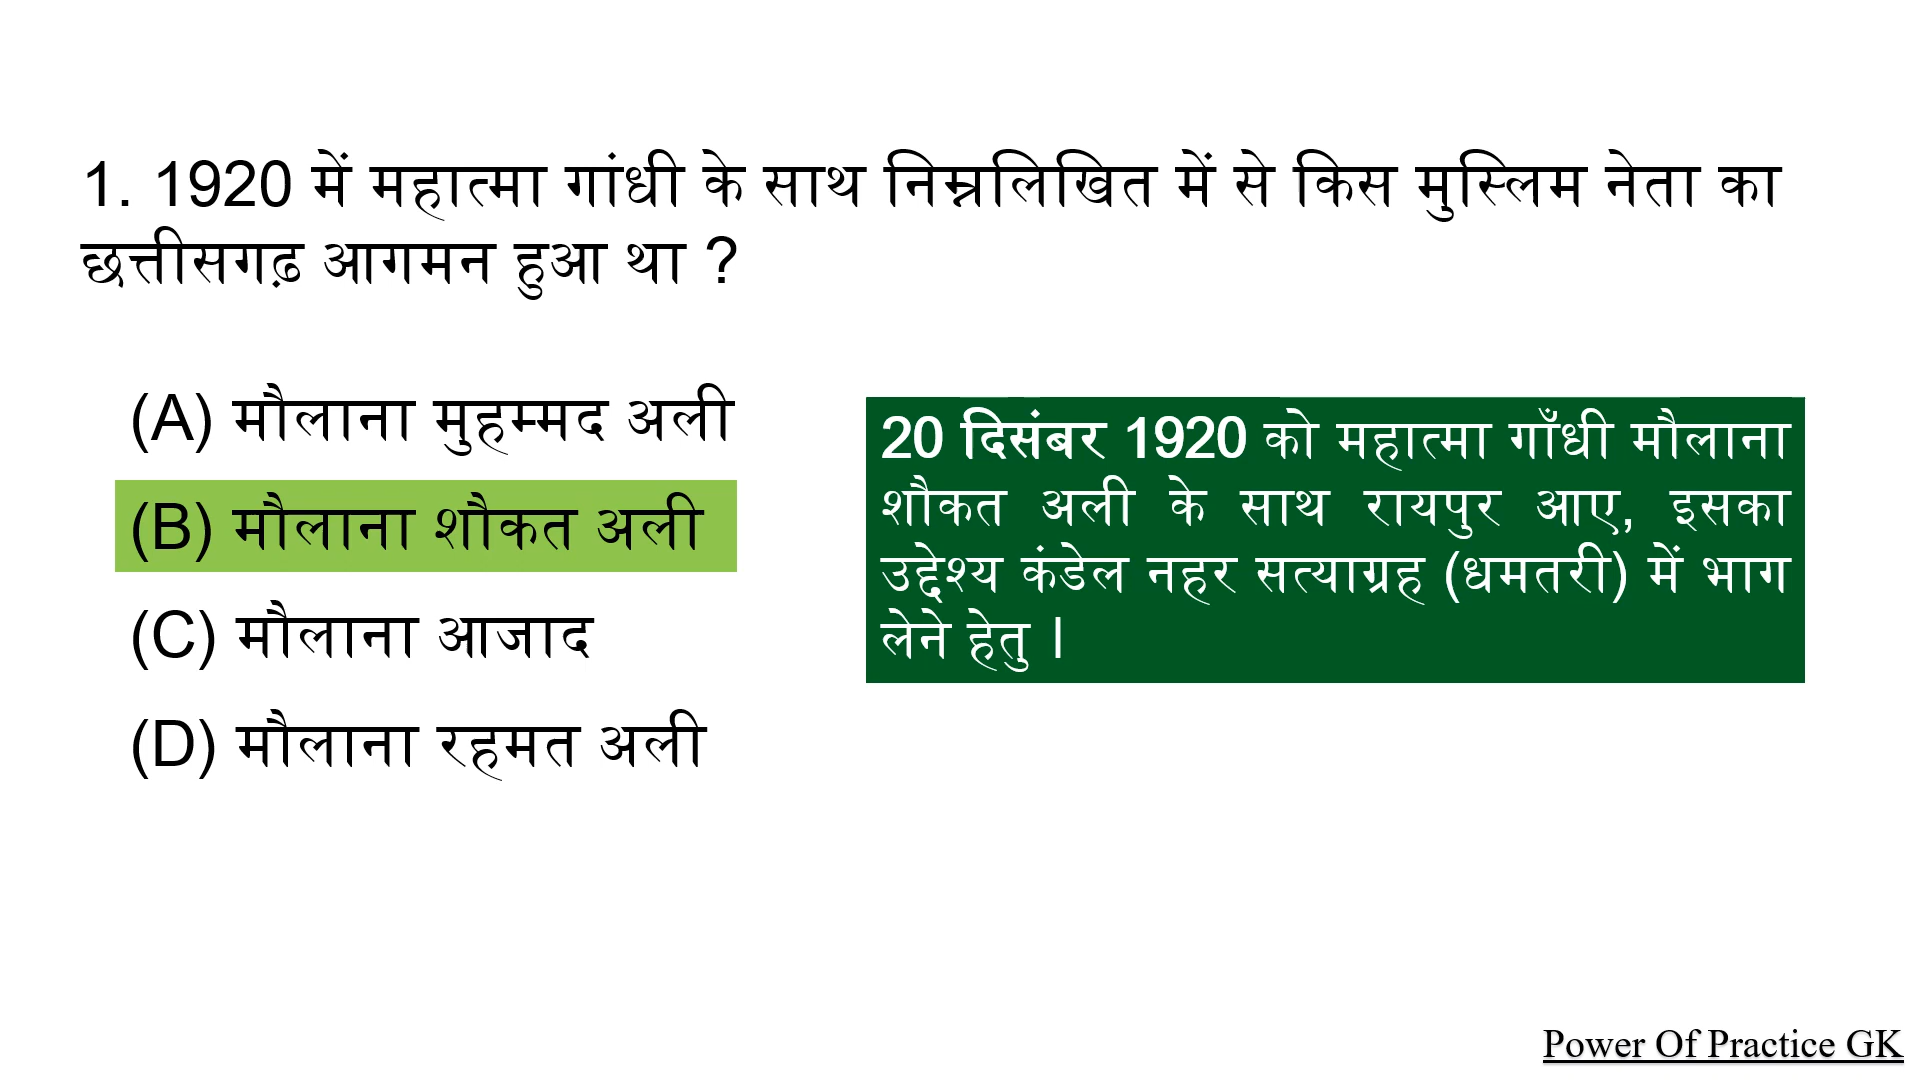 1. 1920 में महात्मा गांधी के साथ निम्नलिखित में से किस मुस्लिम नेता का
छत्तीसगढ़ आगमन हुआ था ?
(A) मौलाना मुहम्मद अली
(B) मौलाना शौकत अली
(C) मौलाना आजाद
(D) मौलाना रहमत अली
20 दिसंबर 1920 को महात्मा गाँधी मौलाना
शौकत अली के साथ रायपुर आए, इसका
उद्देश्य कंडेल नहर सत्याग्रह (धमतरी) में भाग
लेने हेतु ।
Power Of Practice GK